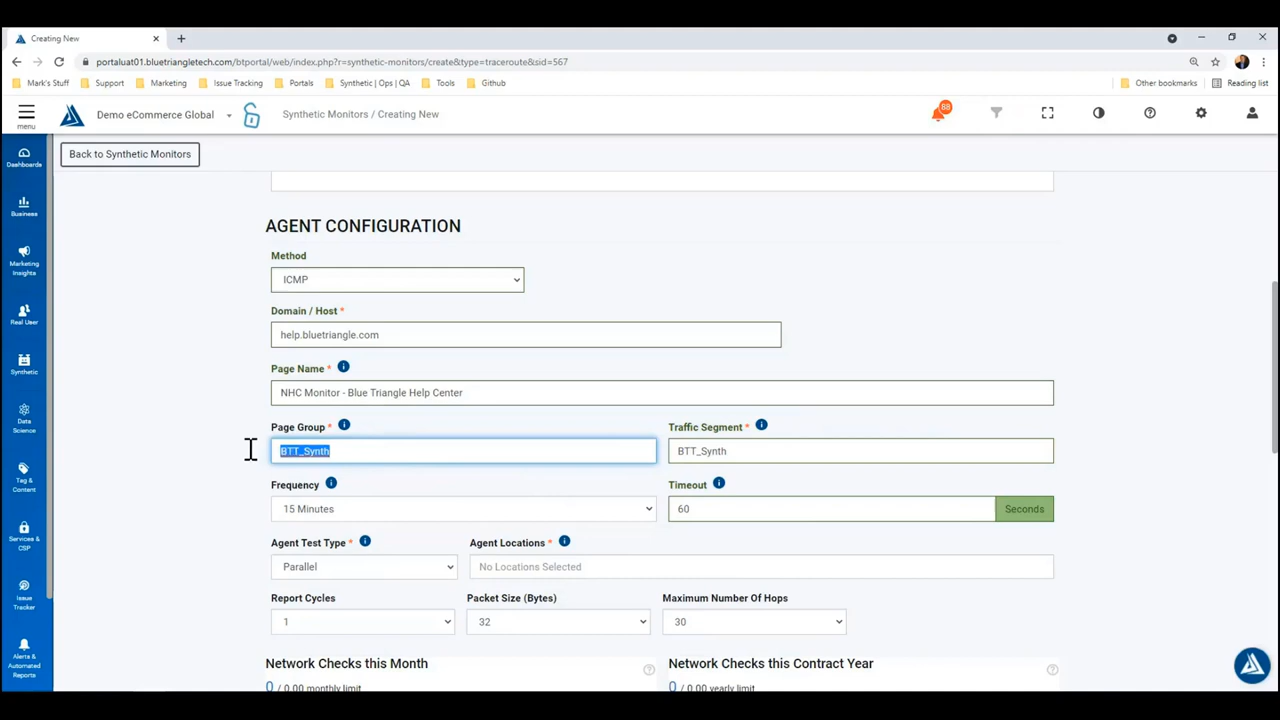 Creating New
portaluat01.bluetriangletech.com/btportal/web/index.php?r=synthetic-monitors/create&type=traceroute&sid=567
Mark's Stuff Support Marketing Issue Tracking Portals Synthetic | Ops | QA Tools Github Other bookmarks Reading list
menu
Demo eCommerce Global Synthetic Monitors / Creating New 88
Back to Synthetic Monitors
Dashboards
Business
Marketing
Insights
Real User
Synthetic
Data
Science
Tag &
Content
Services &
CSP
Issue
Tracker
Alerts &
Automated
Reports
AGENT CONFIGURATION
Method
ICMP
Domain / Host *
help.bluetriangle.com
Page Name *
NHC Monitor - Blue Triangle Help Center
Page Group * Traffic Segment *
BTT_Synth BTT_Synth
Frequency Timeout
15 Minutes 60 Seconds
Agent Test Type * Agent Locations *
Parallel No Locations Selected
Report Cycles Packet Size (Bytes) Maximum Number Of Hops
1 32 30
Network Checks this Month Network Checks this Contract Year
0 / 0.00 monthly limit 0 / 0.00 yearly limit